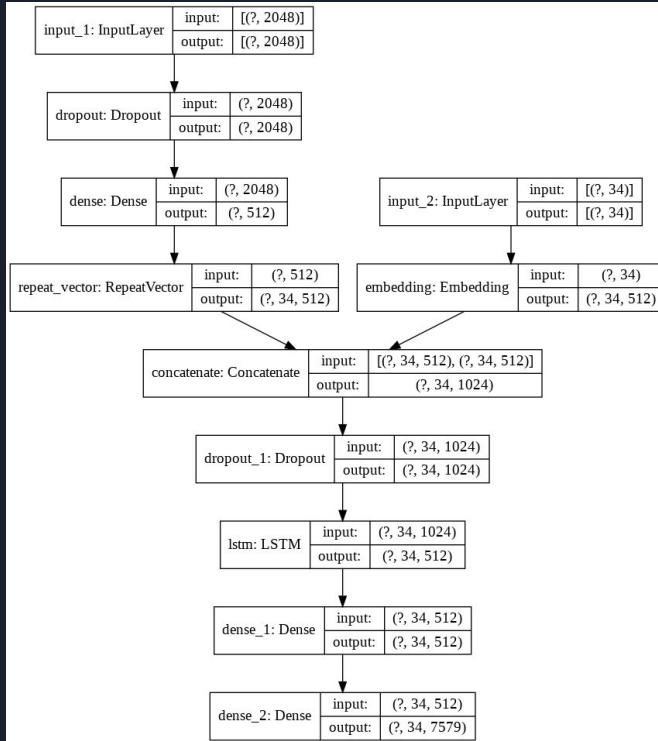 input_1: InputLayer
input: [(?, 2048)]
output: [(?, 2048)]
dropout: Dropout
input: (?, 2048)
output: (?, 2048)
dense: Dense
input: (?, 2048)
output: (?, 512)
input_2: InputLayer
input: [(?, 34)]
output: [(?, 34)]
repeat_vector: RepeatVector
input: (?, 512)
output: (?, 34, 512)
embedding: Embedding
input: (?, 34)
output: (?, 34, 512)
concatenate: Concatenate
input: [(?, 34, 512), (?, 34, 512)]
output: (?, 34, 1024)
dropout_1: Dropout
input: (?, 34, 1024)
output: (?, 34, 1024)
lstm: LSTM
input: (?, 34, 1024)
output: (?, 34, 512)
dense_1: Dense
input: (?, 34, 512)
output: (?, 34, 512)
dense_2: Dense
input: (?, 34, 512)
output: (?, 34, 7579)